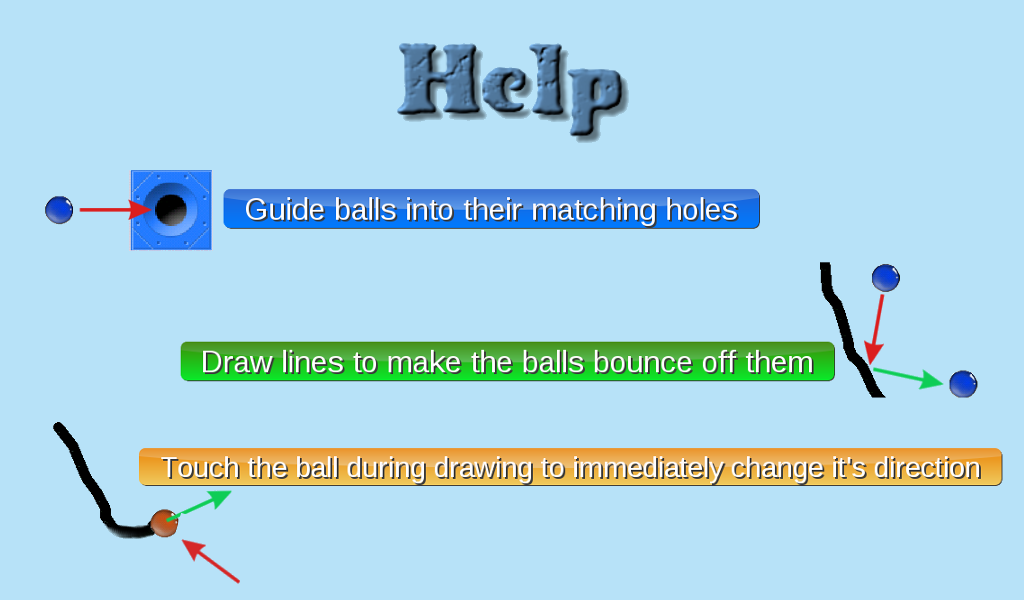 Help
Guide balls into their matching holes
Draw lines to make the balls bounce off them
Touch the ball during drawing to immediately change it's direction